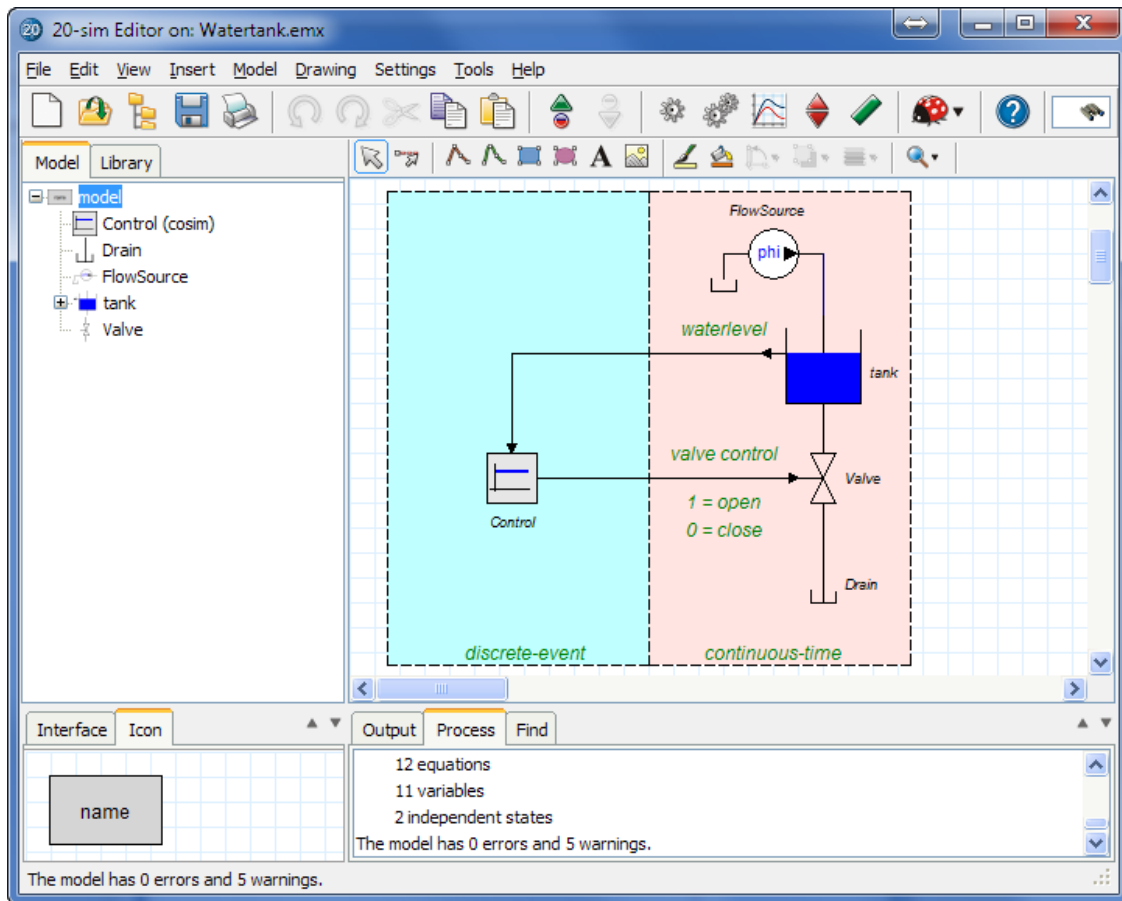 20-sim Editor on: Watertank.emx
File Edit View Insert Model Drawing Settings Tools Help
Model Library
model
Control (cosim)
Drain
FlowSource
tank
Valve
FlowSource
phi
waterlevel
tank
valve control
Valve
1 = open
0 = close
Control
Drain
discrete-event continuous-time
Interface Icon
name
Output Process Find
12 equations
11 variables
2 independent states
The model has 0 errors and 5 warnings.
The model has 0 errors and 5 warnings.